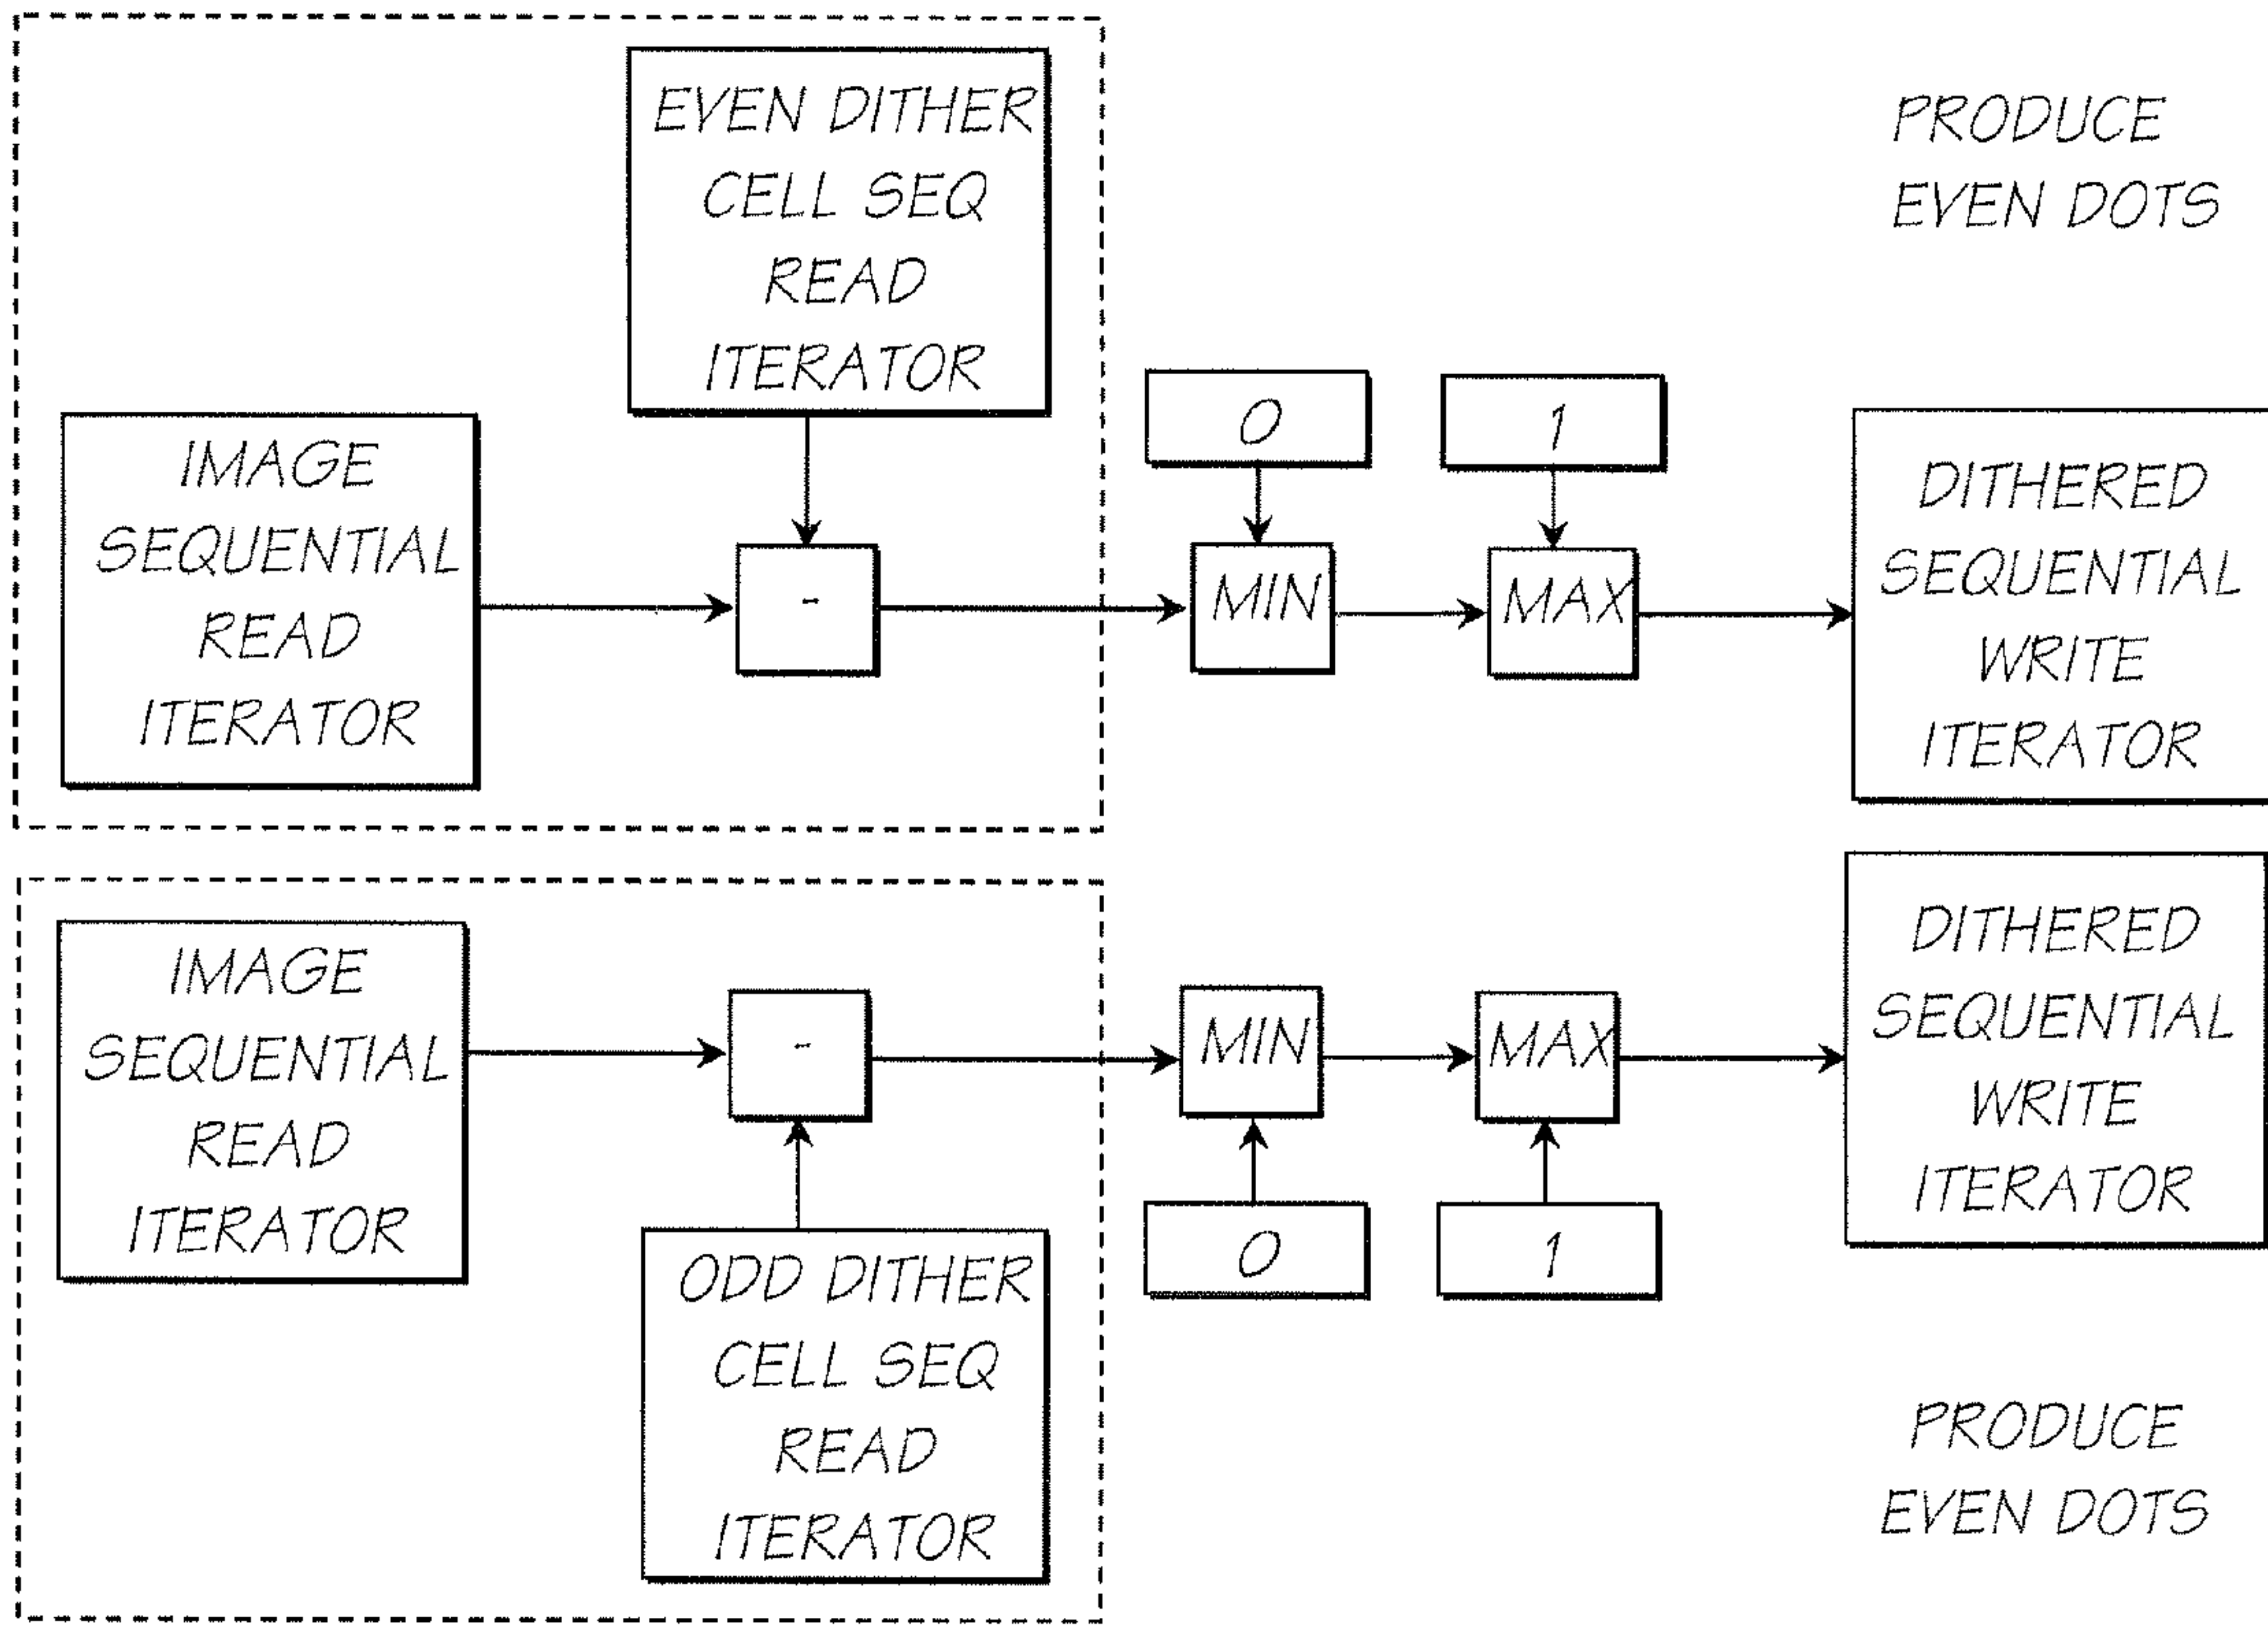 EVEN DITHER
CELL SEQ
READ
ITERATOR
PRODUCE
EVEN DOTS
IMAGE
SEQUENTIAL
READ
ITERATOR
-
0
MIN
1
MAX
DITHERED
SEQUENTIAL
WRITE
ITERATOR
IMAGE
SEQUENTIAL
READ
ITERATOR
-
MIN
0
MAX
1
DITHERED
SEQUENTIAL
WRITE
ITERATOR
ODD DITHER
CELL SEQ
READ
ITERATOR
PRODUCE
EVEN DOTS